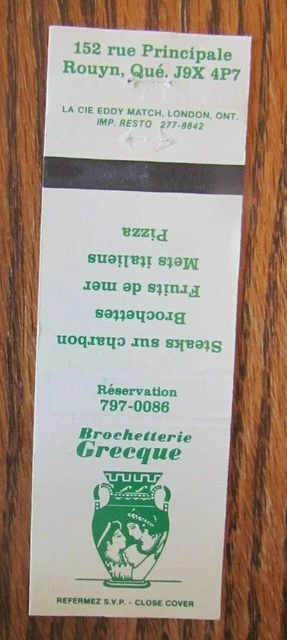 152 rue Principale
Rouyn, Qué. J9X 4P7
LA CIE EDDY MATCH, LONDON, ONT.
IMP. RESTO 277-8842
Steaks sur charbon
Brochettes
Fruits de mer
Mets italiens
Pizza
Réservation
797-0086
Brochetterie
Grecque
REFERMEZ S.V.P. - CLOSE COVER